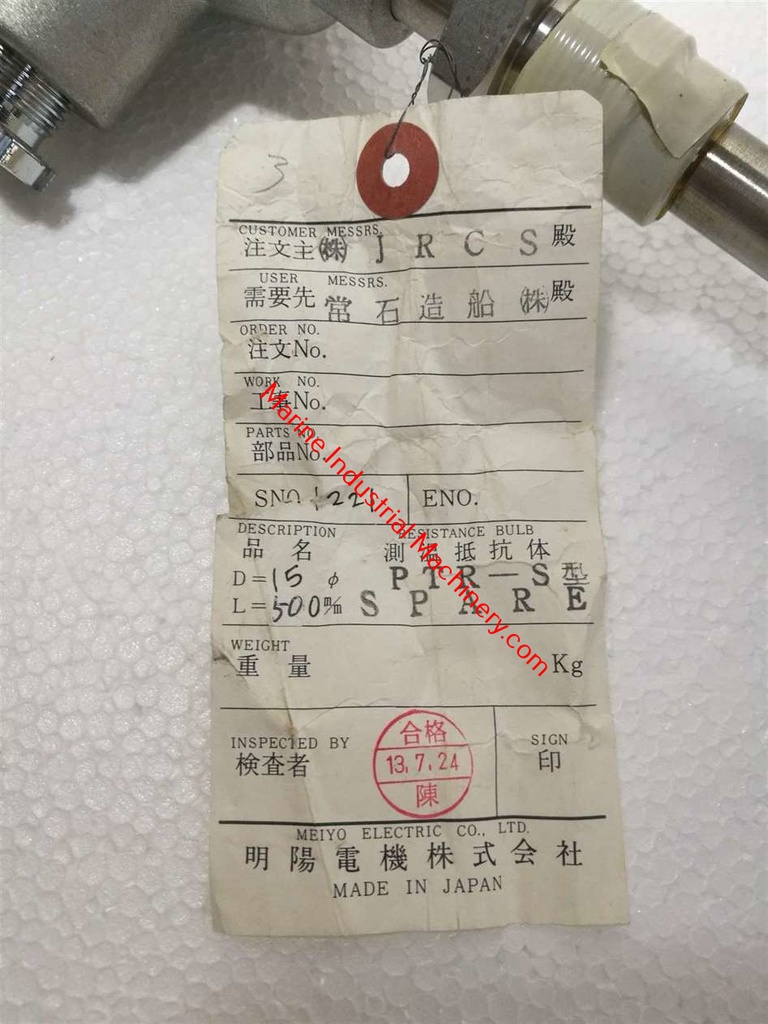 3
CUSTOMER MESSRS.
注文主 ㈱ J R C S 殿
USER MESSRS.
需要先 常石造船㈱ 殿
ORDER NO.
注文No.
WORK NO.
工事No.
PARTS NO.
部品No.
SNO. ENO.
DESCRIPTION RESISTANCE BULB
品名 測温抵抗体
D=15 φ PTR-S型
L=500m/m SPARE
WEIGHT
重量 Kg
INSPECTED BY SIGN
検査者 印
合格
13.7.24
陳
MEIYO ELECTRIC CO., LTD.
明陽電機株式会社
MADE IN JAPAN
Marine.IndustrialMachinery.com